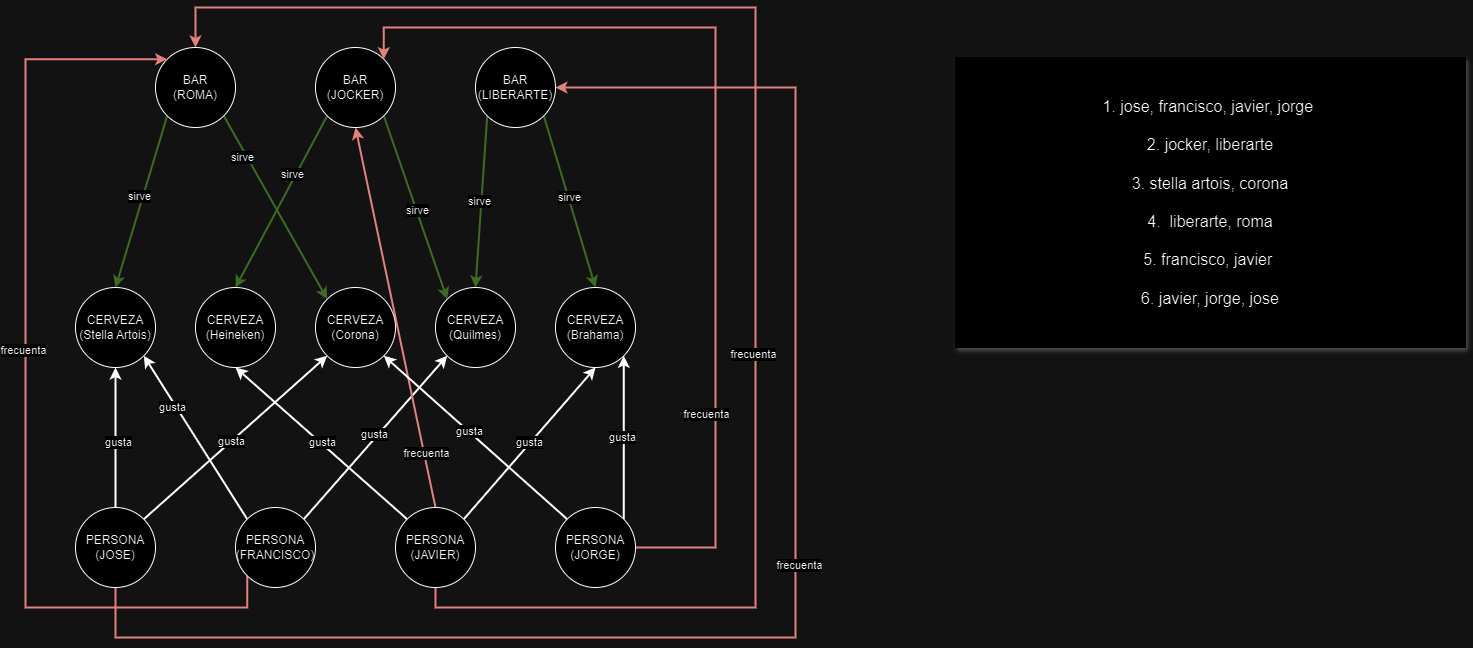 BAR
(ROMA)
BAR
(JOCKER)
BAR
(LIBERARTE)
sirve
sirve
sirve
sirve
sirve
sirve
CERVEZA
(Stella Artois)
CERVEZA
(Heineken)
CERVEZA
(Corona)
CERVEZA
(Quilmes)
CERVEZA
(Brahama)
frecuenta
frecuenta
gusta
frecuenta
gusta
gusta
gusta
gusta
gusta
gusta
gusta
frecuenta
frecuenta
PERSONA
(JOSE)
PERSONA
(FRANCISCO)
PERSONA
(JAVIER)
PERSONA
(JORGE)
1. jose, francisco, javier, jorge
2. jocker, liberarte
3. stella artois, corona
4. liberarte, roma
5. francisco, javier
6. javier, jorge, jose